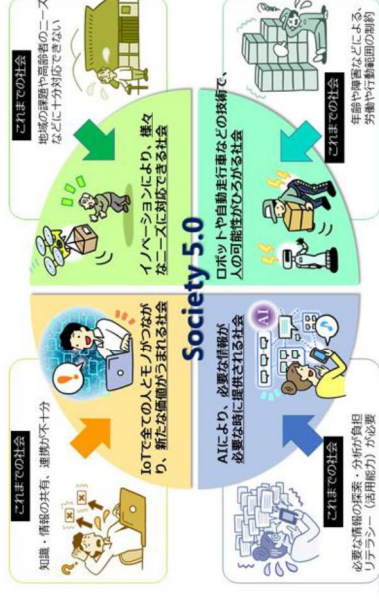 これまでの社会
知識・情報の共有、連携が不十分
IoTで全ての人とモノがつなが
り、新たな価値がうまれる社会
これまでの社会
地域の課題や高齢者のニーズ
などに十分対応できない
イノベーションにより、様々
なニーズに対応できる社会
Society 5.0
AIにより、必要な情報が
必要な時に提供される社会
AI
これまでの社会
必要な情報の探索・分析が負担
リテラシー（活用能力）が必要
ロボットや自動走行車などの技術で、
人の可能性がひろがる社会
これまでの社会
年齢や障害などによる、
労働や行動範囲の制約